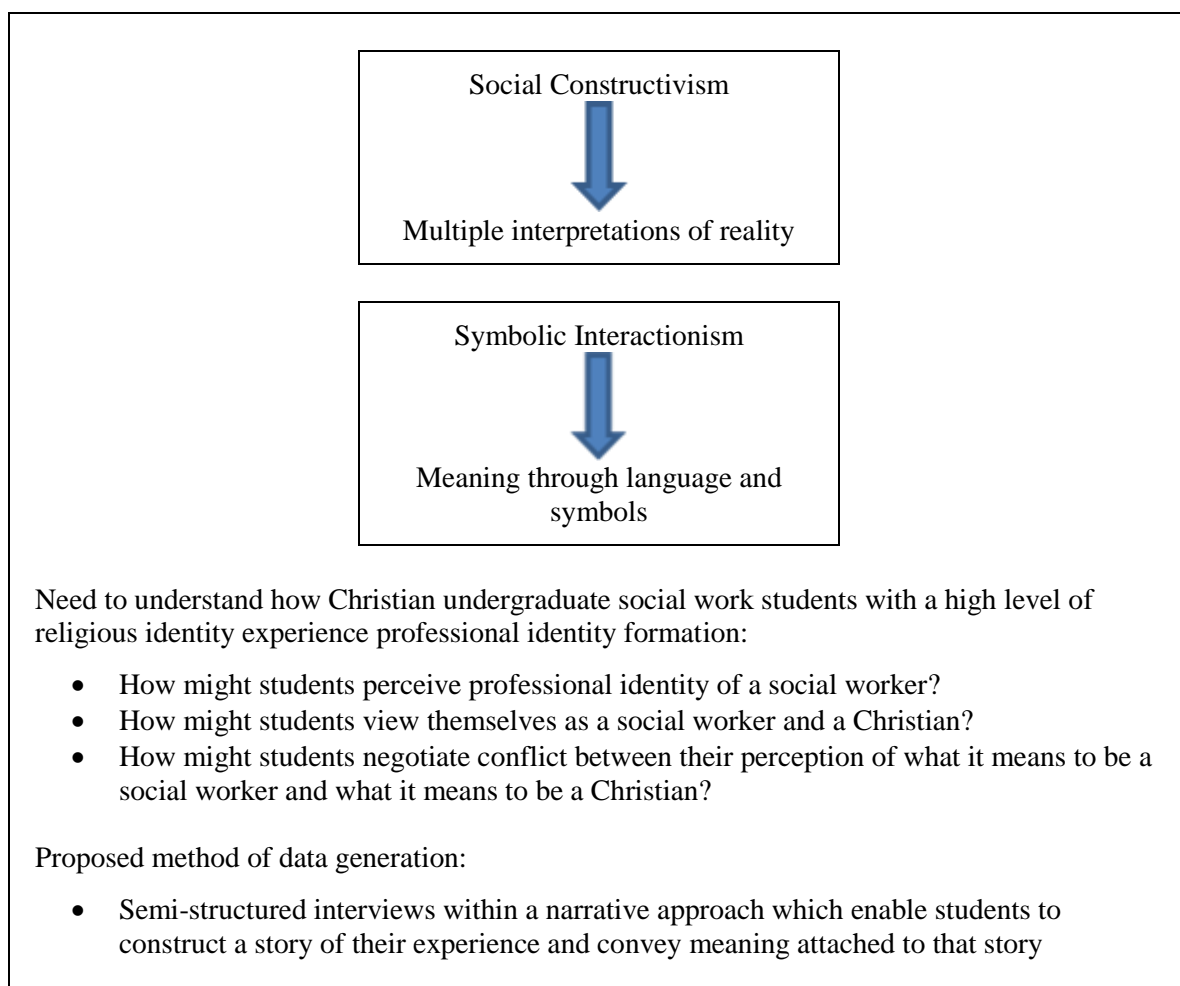 Social Constructivism
Multiple interpretations of reality
Symbolic Interactionism
Meaning through language and
symbols
Need to understand how Christian undergraduate social work students with a high level of
religious identity experience professional identity formation:
• How might students perceive professional identity of a social worker?
• How might students view themselves as a social worker and a Christian?
• How might students negotiate conflict between their perception of what it means to be a
social worker and what it means to be a Christian?
Proposed method of data generation:
• Semi-structured interviews within a narrative approach which enable students to
construct a story of their experience and convey meaning attached to that story